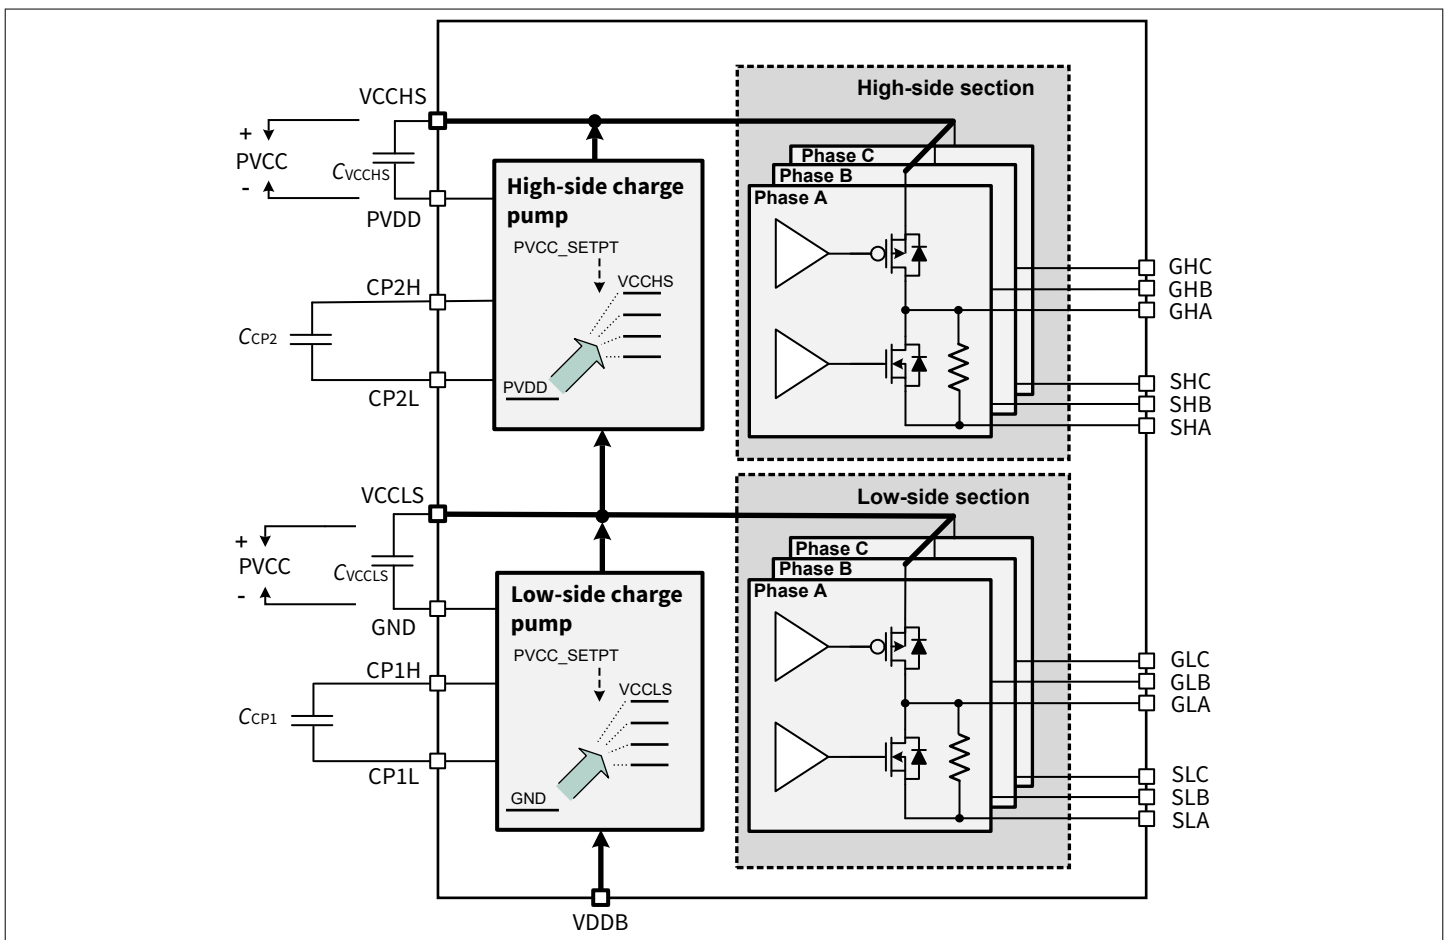 High-side section
VCCHS
+
PVCC
-
CVCCHS
PVDD
High-side charge
pump
PVCC_SETPT
VCCHS
PVDD
CP2H
CCP2
CP2L
Phase C
Phase B
Phase A
GHC
GHB
GHA
SHC
SHB
SHA
Low-side section
VCCLS
+
PVCC
-
CVCCLS
GND
Low-side charge
pump
PVCC_SETPT
VCCLS
GND
CP1H
CCP1
CP1L
Phase C
Phase B
Phase A
GLC
GLB
GLA
SLC
SLB
SLA
VDDB